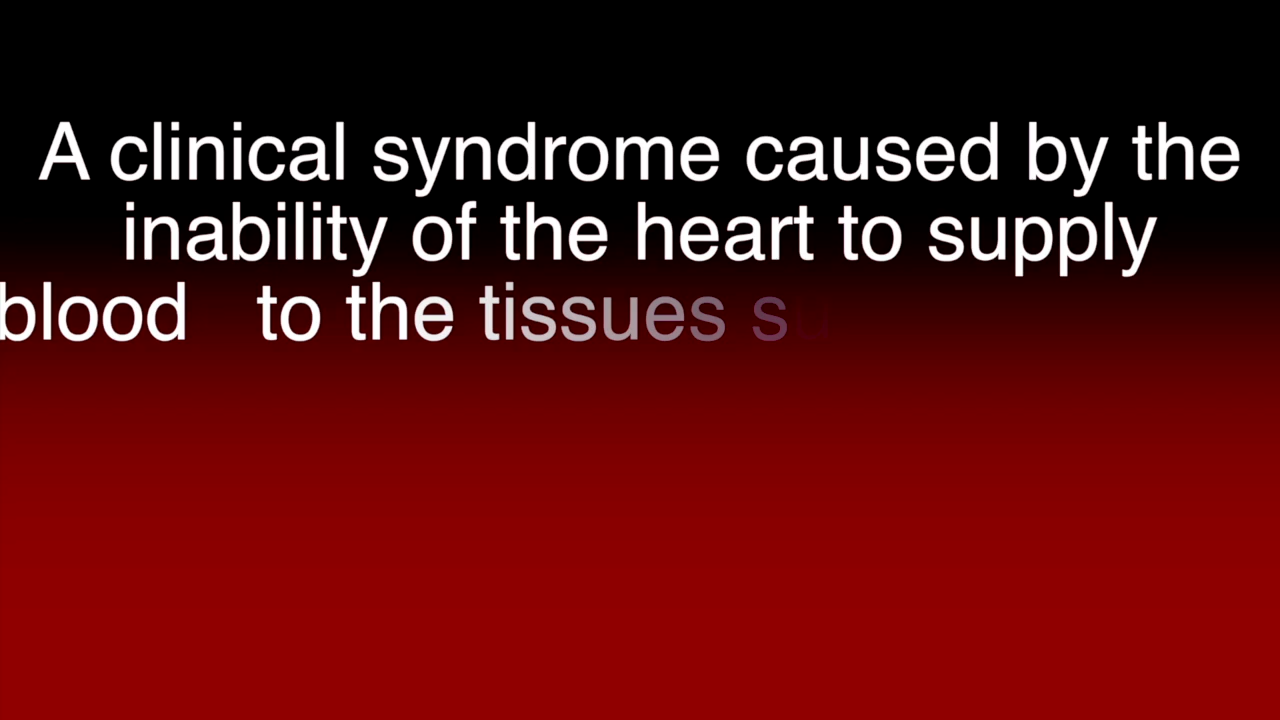 A clinical syndrome caused by the
inability of the heart to supply
blood to the tissues